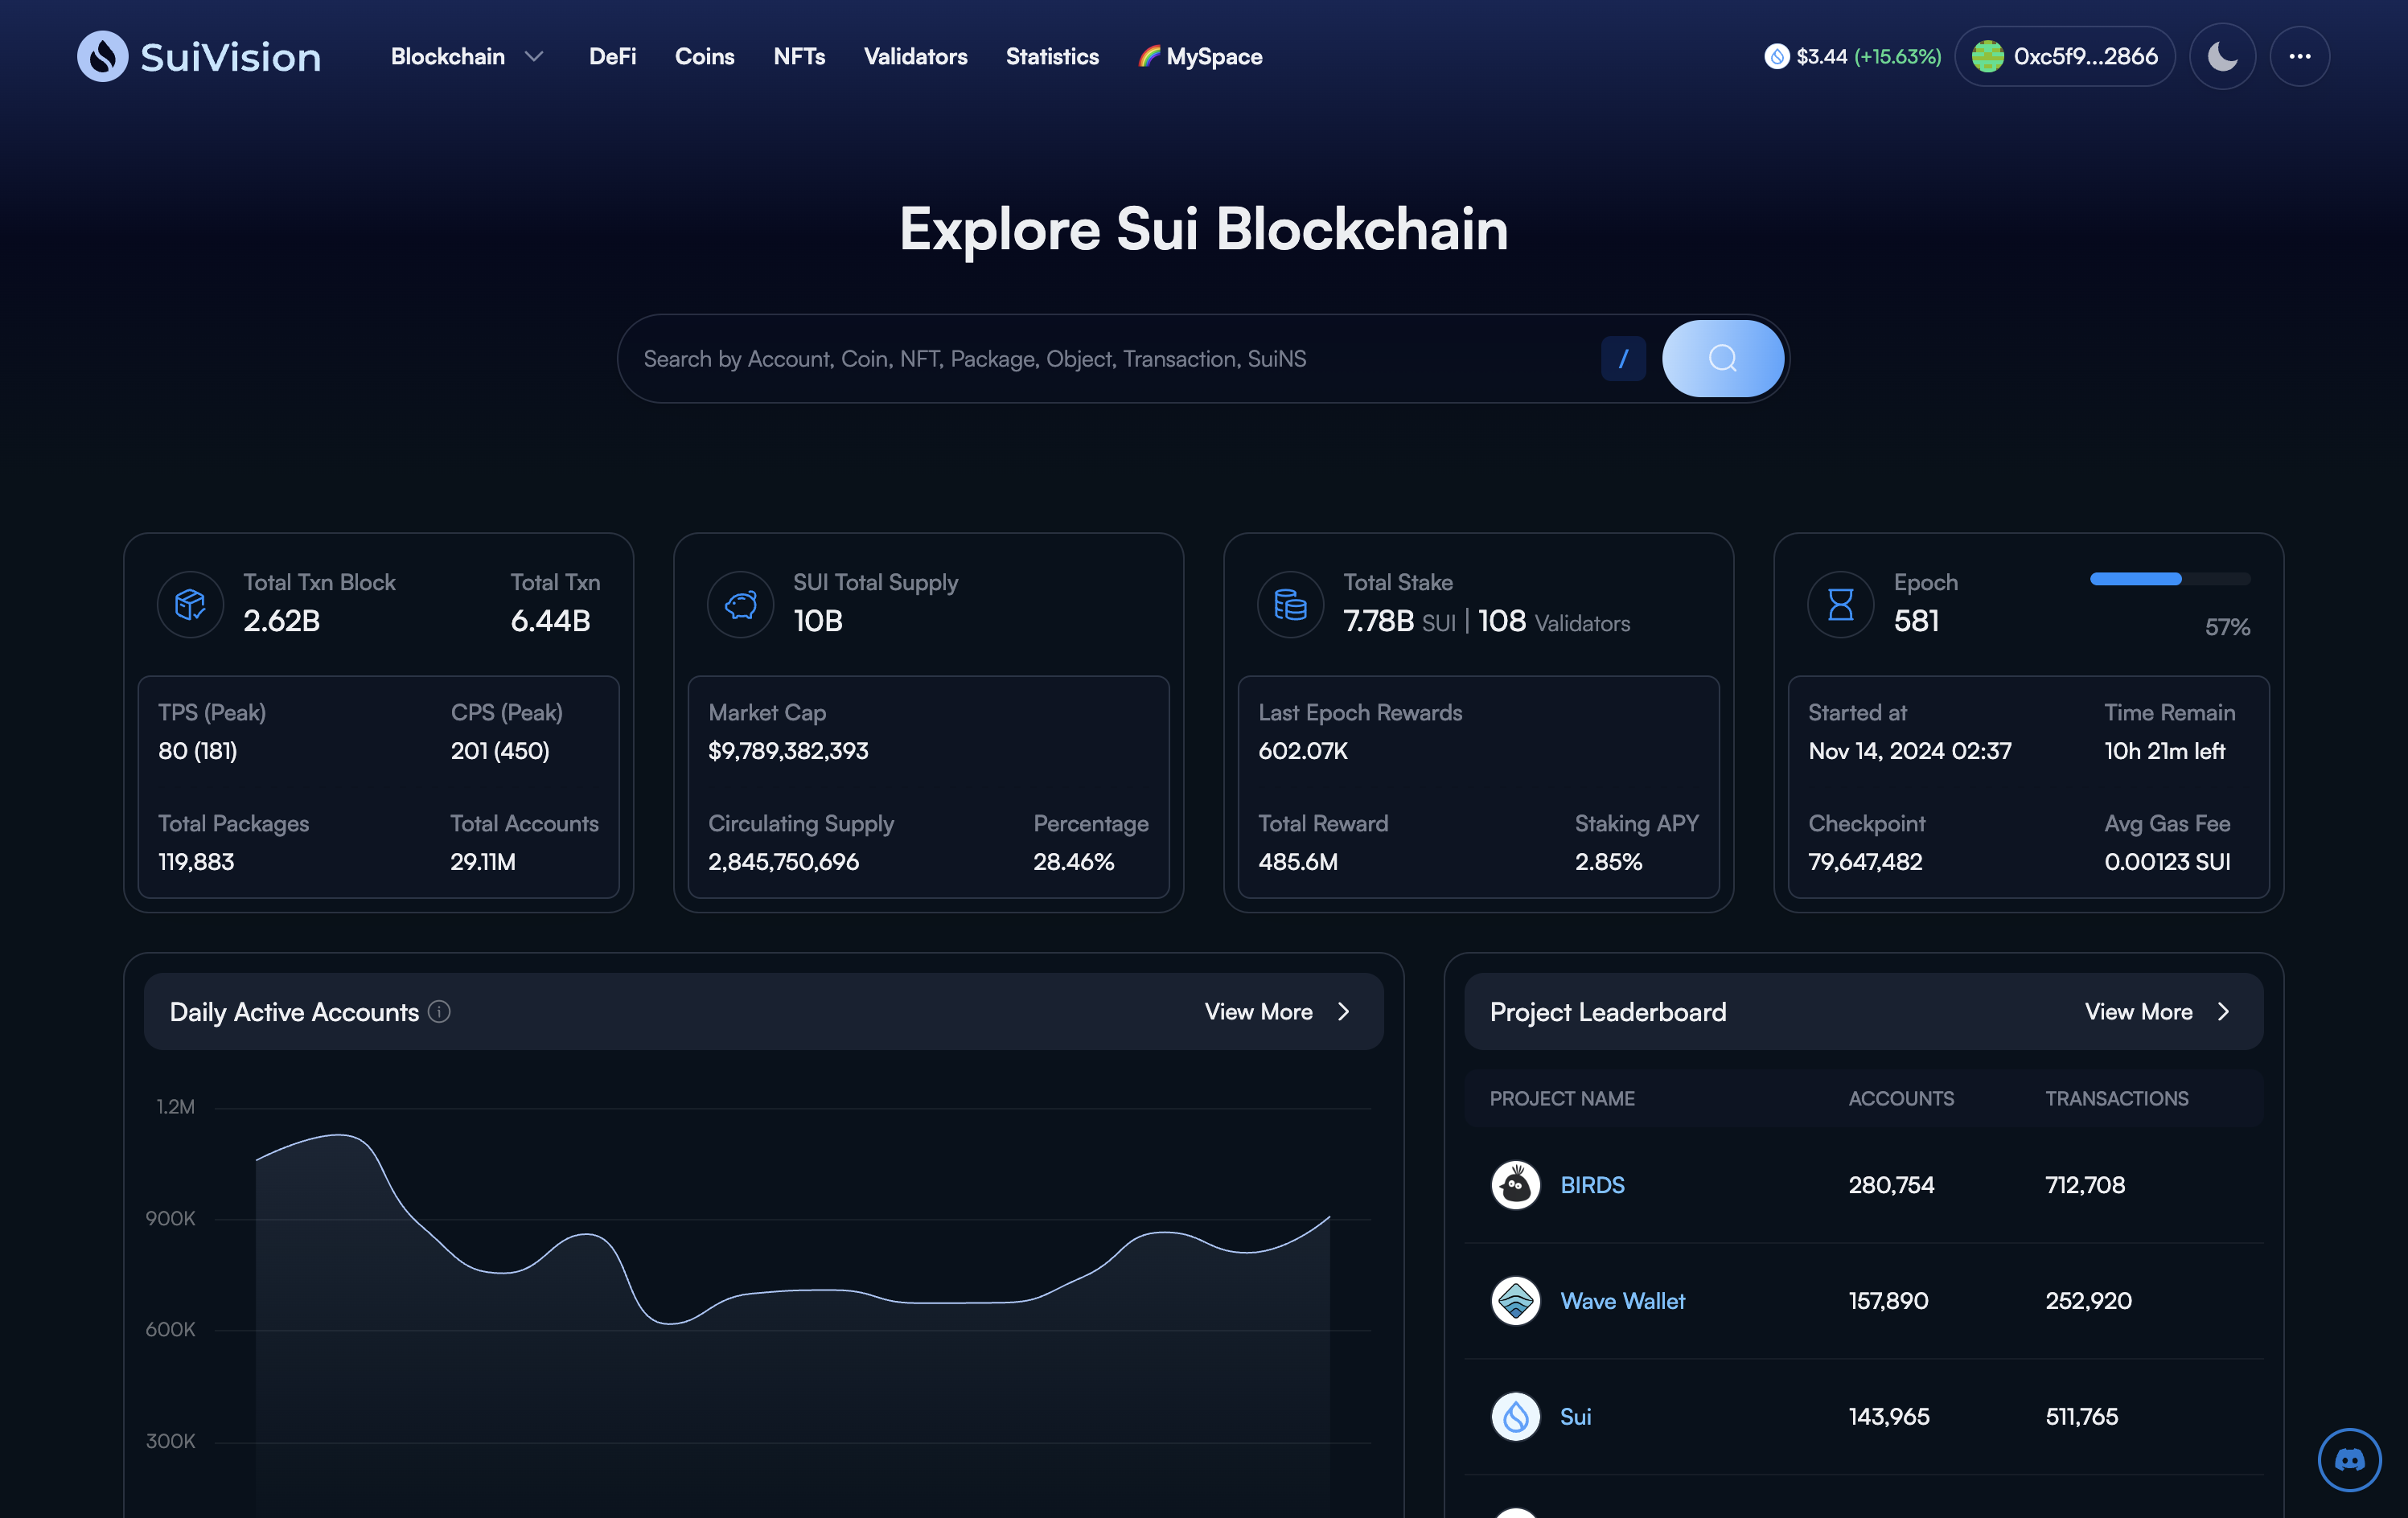 SuiVision
Blockchain DeFi Coins NFTs Validators Statistics MySpace
$3.44 (+15.63%) 0xc5f9...2866
Explore Sui Blockchain
Search by Account, Coin, NFT, Package, Object, Transaction, SuiNS /
Total Txn Block
2.62B
Total Txn
6.44B
TPS (Peak)
80 (181)
CPS (Peak)
201 (450)
Total Packages
119,883
Total Accounts
29.11M
SUI Total Supply
10B
Market Cap
$9,789,382,393
Circulating Supply
2,845,750,696
Percentage
28.46%
Total Stake
7.78B SUI | 108 Validators
Last Epoch Rewards
602.07K
Total Reward
485.6M
Staking APY
2.85%
Epoch
581
57%
Started at
Nov 14, 2024 02:37
Time Remain
10h 21m left
Checkpoint
79,647,482
Avg Gas Fee
0.00123 SUI
Daily Active Accounts
View More
1.2M
900K
600K
300K
Project Leaderboard
View More
PROJECT NAME ACCOUNTS TRANSACTIONS
BIRDS 280,754 712,708
Wave Wallet 157,890 252,920
Sui 143,965 511,765